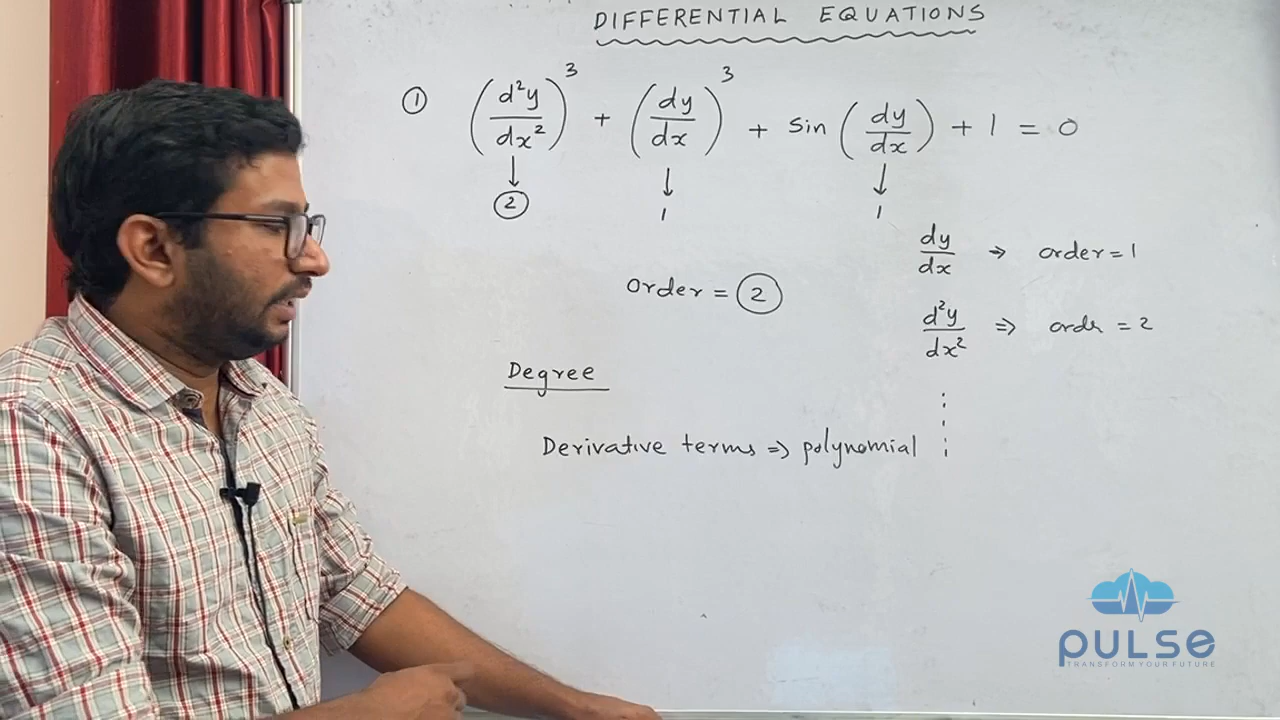 DIFFERENTIAL EQUATIONS
① (d²y/dx²)³ + (dy/dx)³ + sin (dy/dx) + 1 = 0
↓ ↓ ↓
② 1 1
dy/dx → order = 1
order = ②
d²y/dx² ⇒ ordr = 2
Degree
Derivative terms ⇒ polynomial
pulse
TRANSFORM YOUR FUTURE